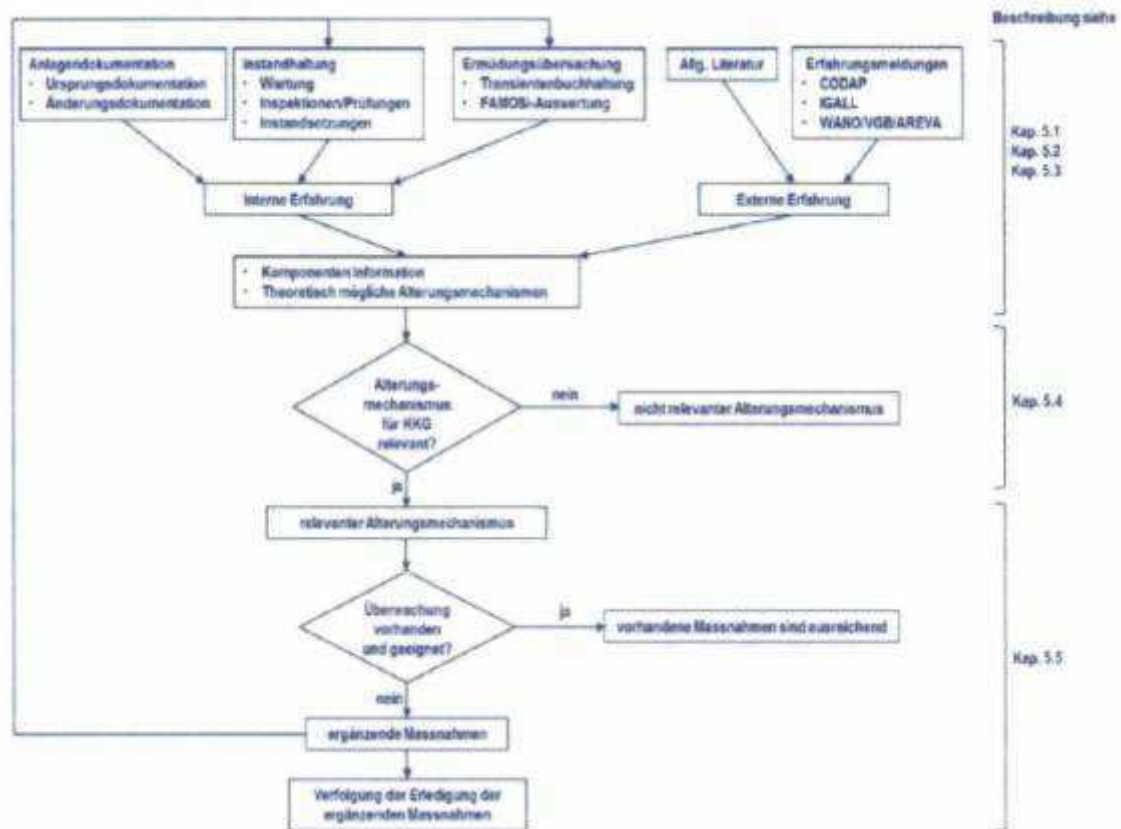 Beschreibung siehe
Anlagendokumentation
· Ursprungsdokumentation
· Änderungsdokumentation
Instandhaltung
· Wartung
· Inspektionen/Prüfungen
· Instandsetzungen
Ermüdungsüberwachung
· Transientenbuchhaltung
· FAMOSi-Auswertung
Allg. Literatur
Erfahrungsmeldungen
· CODAP
· IGALL
· WANO/VGB/AREVA
Kap. 5.1
Kap. 5.2
Kap. 5.3
Interne Erfahrung
Externe Erfahrung
· Komponenten Information
· Theoretisch mögliche Alterungsmechanismen
Alterungs-
mechanismus
für KKG
relevant?
nein
nicht relevanter Alterungsmechanismus
Kap. 5.4
ja
relevanter Alterungsmechanismus
Überwachung
vorhanden
und geeignet?
ja
vorhandene Massnahmen sind ausreichend
Kap. 5.5
nein
ergänzende Massnahmen
Verfolgung der Erledigung der
ergänzenden Massnahmen